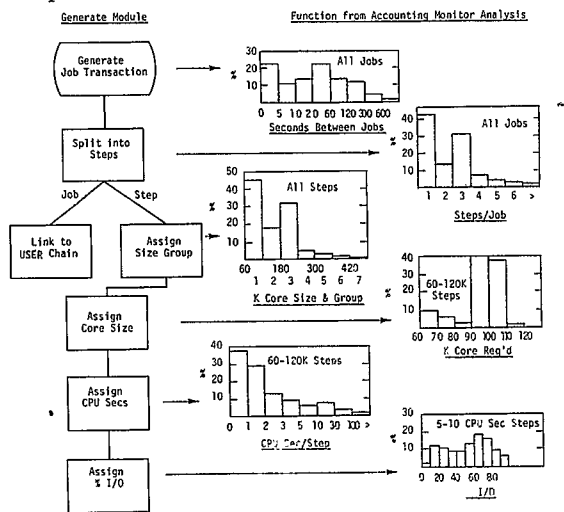 Generate Module
Function from Accounting Monitor Analysis
Generate
Job Transaction
30
20
10
%
All Jobs
0 5 10 20 60 120 300 600
Seconds Between Jobs
Split into
Steps
40
30
20
10
%
All Jobs
1 2 3 4 5 6 >
Steps/Job
Job
Step
Link to
USER Chain
Assign
Size Group
50
40
30
20
10
%
All Steps
60 180 300 420
1 2 3 4 5 6 7
K Core Size & Group
Assign
Core Size
40
30
20
10
%
60-120K
Steps
60 70 80 90 100 110 120
K Core Req'd
Assign
CPU Secs
40
30
20
10
%
60-120K Steps
0 1 2 3 5 10 30 100 >
CPU Sec/Step
Assign
% I/O
30
20
10
%
5-10 CPU Sec Steps
0 20 40 60 80
I/O